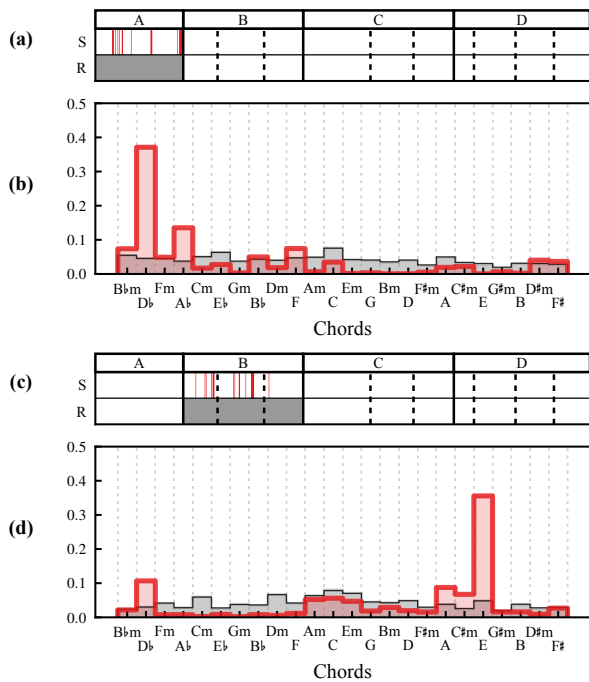 A B C D
(a) S
R
(b) 0.5
0.4
0.3
0.2
0.1
0.0
B♭m Fm Cm Gm Dm Am Em Bm F♯m C♯m G♯m D♯m
D♭ A♭ E♭ B♭ F C G D A E B F♯
Chords
A B C D
(c) S
R
(d) 0.5
0.4
0.3
0.2
0.1
0.0
B♭m Fm Cm Gm Dm Am Em Bm F♯m C♯m G♯m D♯m
D♭ A♭ E♭ B♭ F C G D A E B F♯
Chords